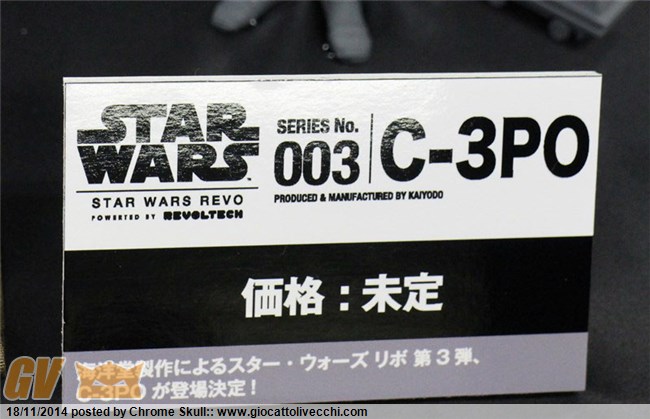 STAR
WARS
STAR WARS REVO
POWERED BY REVOLTECH
SERIES No.
003
C-3PO
PRODUCED & MANUFACTURED BY KAIYODO
価格：未定
海洋堂製作によるスター・ウォーズ リボ 第3弾、
C-3POが登場決定！
GV
18/11/2014 posted by Chrome Skull:: www.giocattolivecchi.com